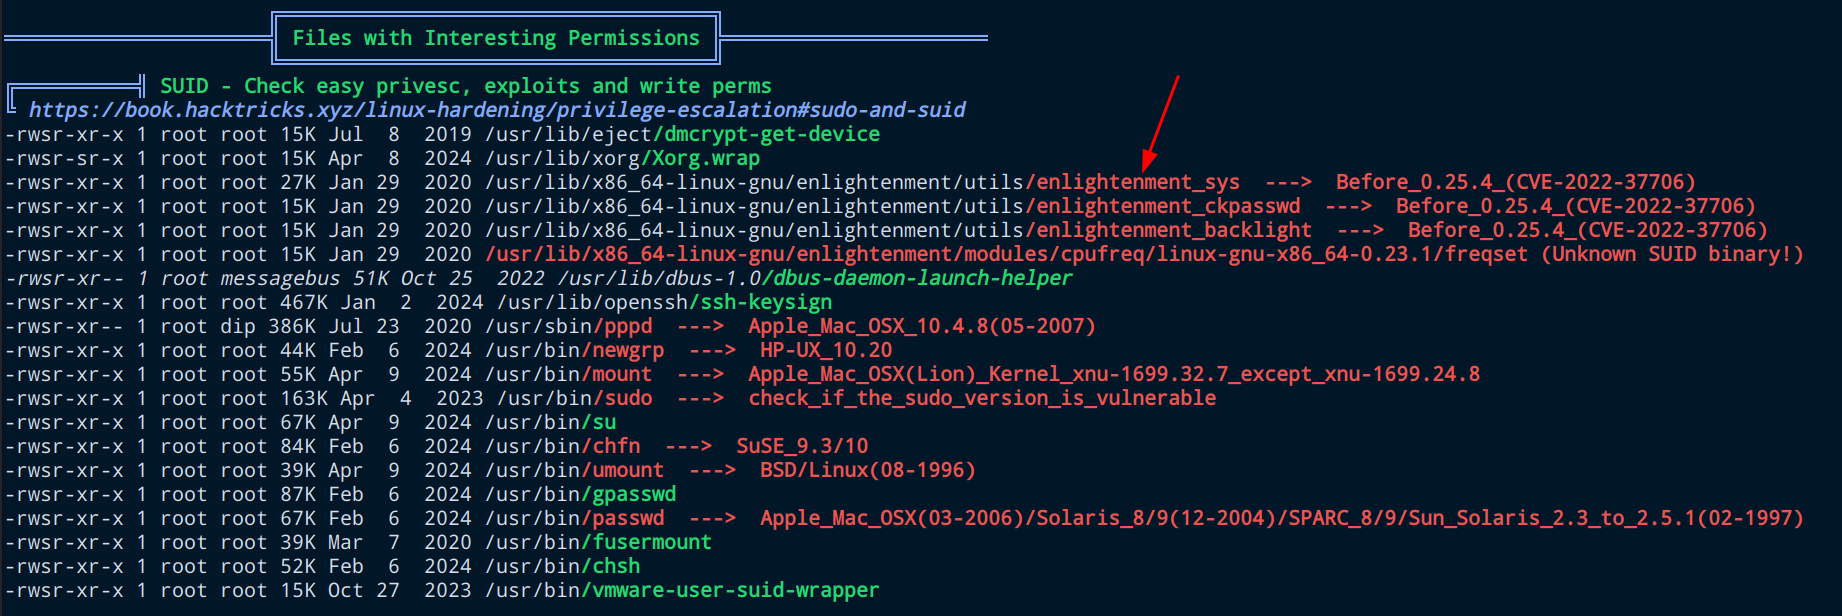 Files with Interesting Permissions
SUID - Check easy privesc, exploits and write perms
https://book.hacktricks.xyz/linux-hardening/privilege-escalation#sudo-and-suid
-rwsr-xr-x 1 root root 15K Jul  8  2019 /usr/lib/eject/dmcrypt-get-device
-rwsr-sr-x 1 root root 15K Apr  8  2024 /usr/lib/xorg/Xorg.wrap
-rwsr-xr-x 1 root root 27K Jan 29  2020 /usr/lib/x86_64-linux-gnu/enlightenment/utils/enlightenment_sys  --->  Before_0.25.4_(CVE-2022-37706)
-rwsr-xr-x 1 root root 15K Jan 29  2020 /usr/lib/x86_64-linux-gnu/enlightenment/utils/enlightenment_ckpasswd  --->  Before_0.25.4_(CVE-2022-37706)
-rwsr-xr-x 1 root root 15K Jan 29  2020 /usr/lib/x86_64-linux-gnu/enlightenment/utils/enlightenment_backlight  --->  Before_0.25.4_(CVE-2022-37706)
-rwsr-xr-x 1 root root 15K Jan 29  2020 /usr/lib/x86_64-linux-gnu/enlightenment/modules/cpufreq/linux-gnu-x86_64-0.23.1/freqset (Unknown SUID binary!)
-rwsr-xr-- 1 root messagebus 51K Oct 25  2022 /usr/lib/dbus-1.0/dbus-daemon-launch-helper
-rwsr-xr-x 1 root root 467K Jan  2  2024 /usr/lib/openssh/ssh-keysign
-rwsr-xr-- 1 root dip 386K Jul 23  2020 /usr/sbin/pppd  --->  Apple_Mac_OSX_10.4.8(05-2007)
-rwsr-xr-x 1 root root 44K Feb  6  2024 /usr/bin/newgrp  --->  HP-UX_10.20
-rwsr-xr-x 1 root root 55K Apr  9  2024 /usr/bin/mount  --->  Apple_Mac_OSX(Lion)_Kernel_xnu-1699.32.7_except_xnu-1699.24.8
-rwsr-xr-x 1 root root 163K Apr  4  2023 /usr/bin/sudo  --->  check_if_the_sudo_version_is_vulnerable
-rwsr-xr-x 1 root root 67K Apr  9  2024 /usr/bin/su
-rwsr-xr-x 1 root root 84K Feb  6  2024 /usr/bin/chfn  --->  SuSE_9.3/10
-rwsr-xr-x 1 root root 39K Apr  9  2024 /usr/bin/umount  --->  BSD/Linux(08-1996)
-rwsr-xr-x 1 root root 87K Feb  6  2024 /usr/bin/gpasswd
-rwsr-xr-x 1 root root 67K Feb  6  2024 /usr/bin/passwd  --->  Apple_Mac_OSX(03-2006)/Solaris_8/9(12-2004)/SPARC_8/9/Sun_Solaris_2.3_to_2.5.1(02-1997)
-rwsr-xr-x 1 root root 39K Mar  7  2020 /usr/bin/fusermount
-rwsr-xr-x 1 root root 52K Feb  6  2024 /usr/bin/chsh
-rwsr-xr-x 1 root root 15K Oct 27  2023 /usr/bin/vmware-user-suid-wrapper